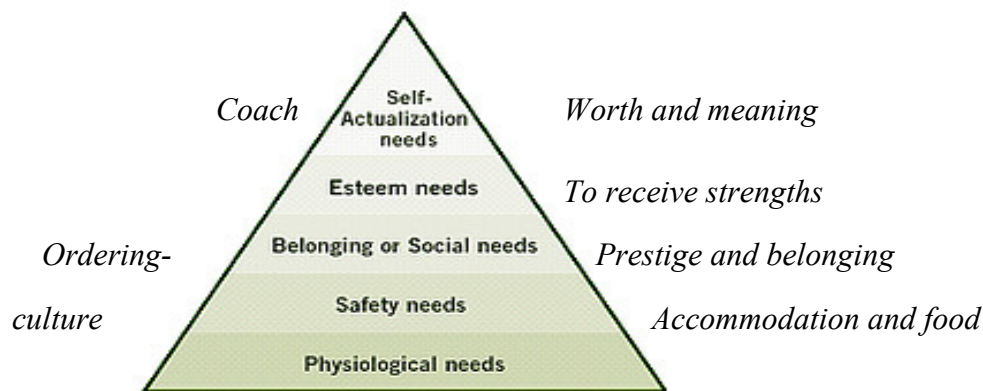 Coach
Self-
Actualization
needs
Worth and meaning
Esteem needs
To receive strengths
Ordering-
culture
Belonging or Social needs
Prestige and belonging
Safety needs
Accommodation and food
Physiological needs